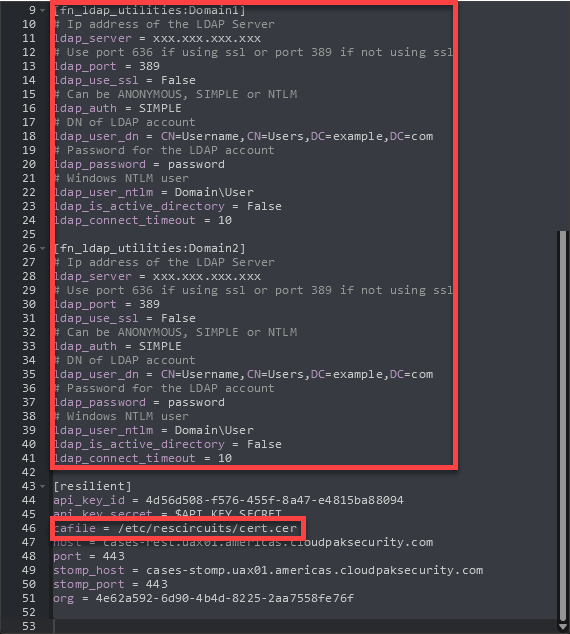 9 [fn_ldap_utilities:Domain1]
10 # Ip address of the LDAP Server
11 ldap_server = xxx.xxx.xxx.xxx
12 # Use port 636 if using ssl or port 389 if not using ssl
13 ldap_port = 389
14 ldap_use_ssl = False
15 # Can be ANONYMOUS, SIMPLE or NTLM
16 ldap_auth = SIMPLE
17 # DN of LDAP account
18 ldap_user_dn = CN=Username,CN=Users,DC=example,DC=com
19 # Password for the LDAP account
20 ldap_password = password
21 # Windows NTLM user
22 ldap_user_ntlm = Domain\User
23 ldap_is_active_directory = False
24 ldap_connect_timeout = 10
25
26 [fn_ldap_utilities:Domain2]
27 # Ip address of the LDAP Server
28 ldap_server = xxx.xxx.xxx.xxx
29 # Use port 636 if using ssl or port 389 if not using ssl
30 ldap_port = 389
31 ldap_use_ssl = False
32 # Can be ANONYMOUS, SIMPLE or NTLM
33 ldap_auth = SIMPLE
34 # DN of LDAP account
35 ldap_user_dn = CN=Username,CN=Users,DC=example,DC=com
36 # Password for the LDAP account
37 ldap_password = password
38 # Windows NTLM user
39 ldap_user_ntlm = Domain\User
40 ldap_is_active_directory = False
41 ldap_connect_timeout = 10
42
43 [resilient]
44 api_key_id = 4d56d508-f576-455f-8a47-e4815ba88094
45 api_key_secret = $API_KEY_SECRET
46 cafile = /etc/rescircuits/cert.cer
47 host = cases-rest.uax01.americas.cloudpaksecurity.com
48 port = 443
49 stomp_host = cases-stomp.uax01.americas.cloudpaksecurity.com
50 stomp_port = 443
51 org = 4e62a592-6d90-4b4d-8225-2aa7558fe76f
52
53